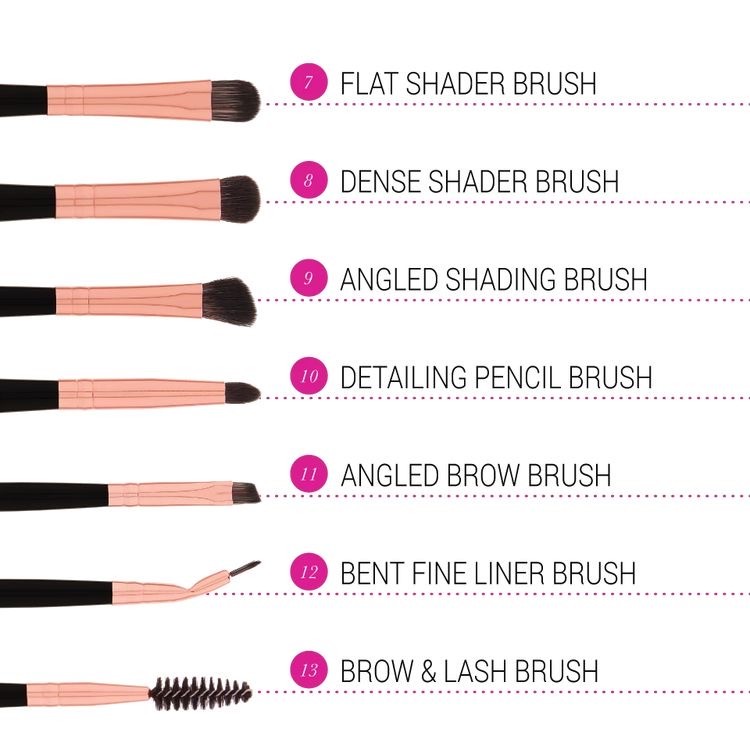 7 FLAT SHADER BRUSH
8 DENSE SHADER BRUSH
9 ANGLED SHADING BRUSH
10 DETAILING PENCIL BRUSH
11 ANGLED BROW BRUSH
12 BENT FINE LINER BRUSH
13 BROW & LASH BRUSH